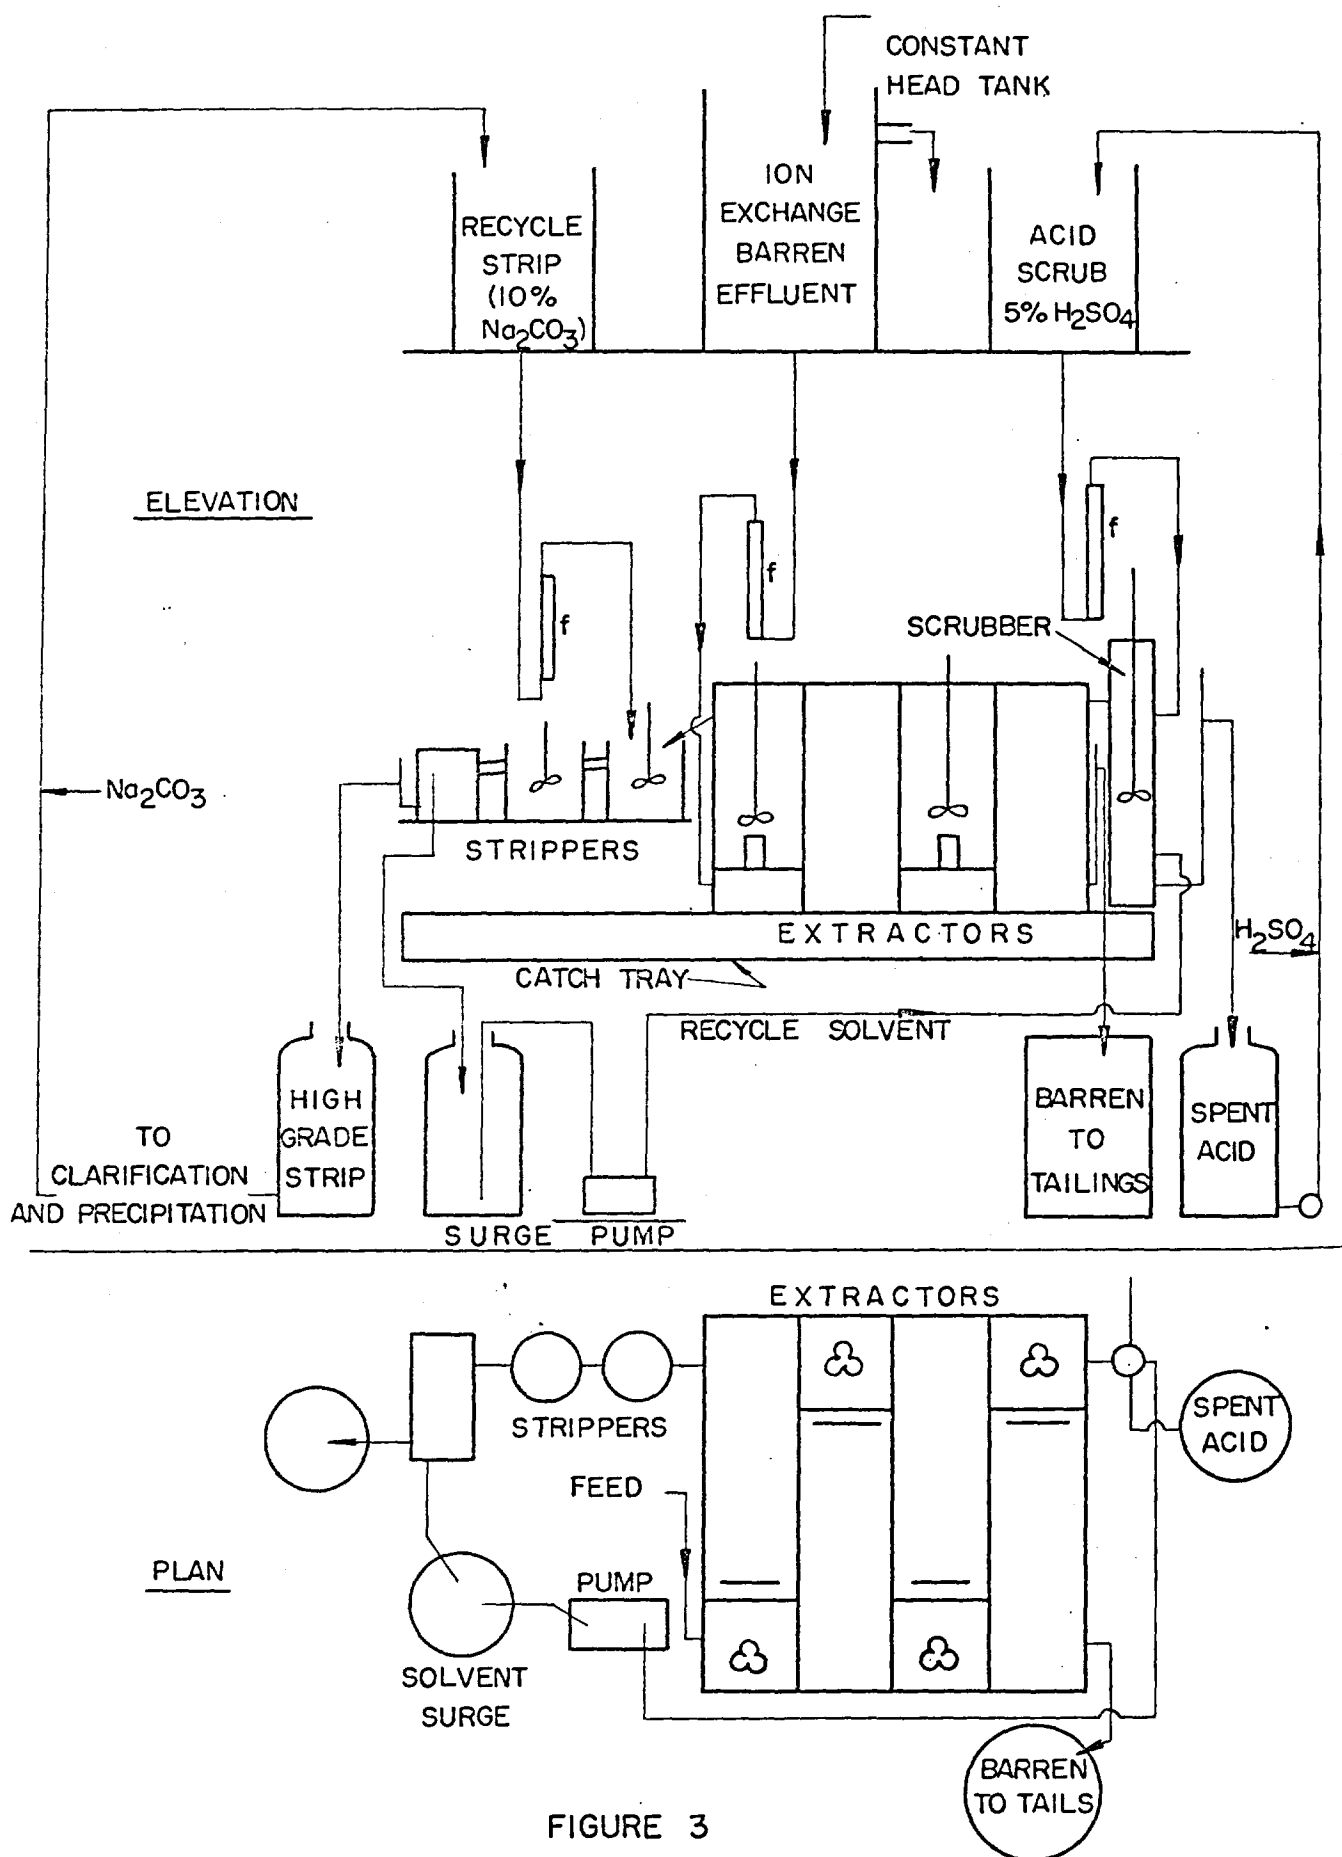 CONSTANT
HEAD TANK
ION
EXCHANGE
BARREN
EFFLUENT
RECYCLE
STRIP
(10%
Na2CO3)
ACID
SCRUB
5% H2SO4
ELEVATION
f
f
f
SCRUBBER
Na2CO3
STRIPPERS
EXTRACTORS
H2SO4
CATCH TRAY
RECYCLE SOLVENT
HIGH
GRADE
STRIP
BARREN
TO
TAILINGS
SPENT
ACID
TO
CLARIFICATION
AND PRECIPITATION
SURGE
PUMP
EXTRACTORS
STRIPPERS
SPENT
ACID
FEED
PLAN
PUMP
SOLVENT
SURGE
BARREN
TO TAILS
FIGURE 3